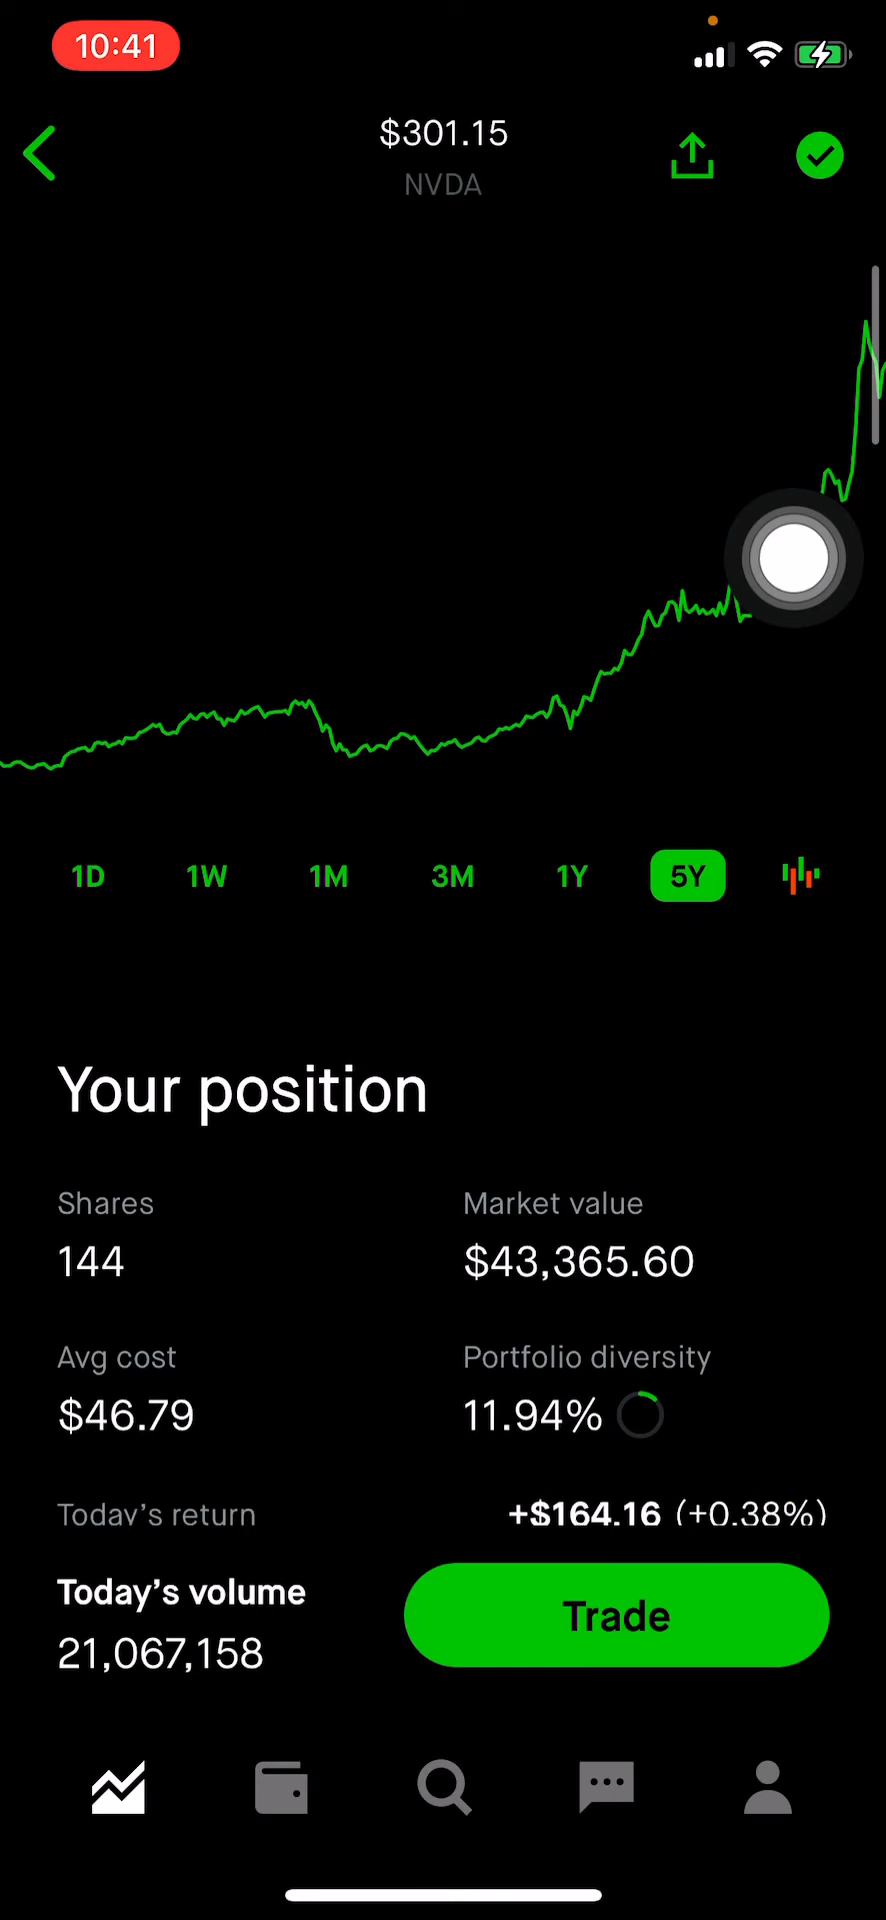 10:41
$301.15
NVDA
1D 1W 1M 3M 1Y 5Y
Your position
Shares Market value
144 $43,365.60
Avg cost Portfolio diversity
$46.79 11.94%
Today's return +$164.16 (+0.38%)
Today's volume
21,067,158
Trade